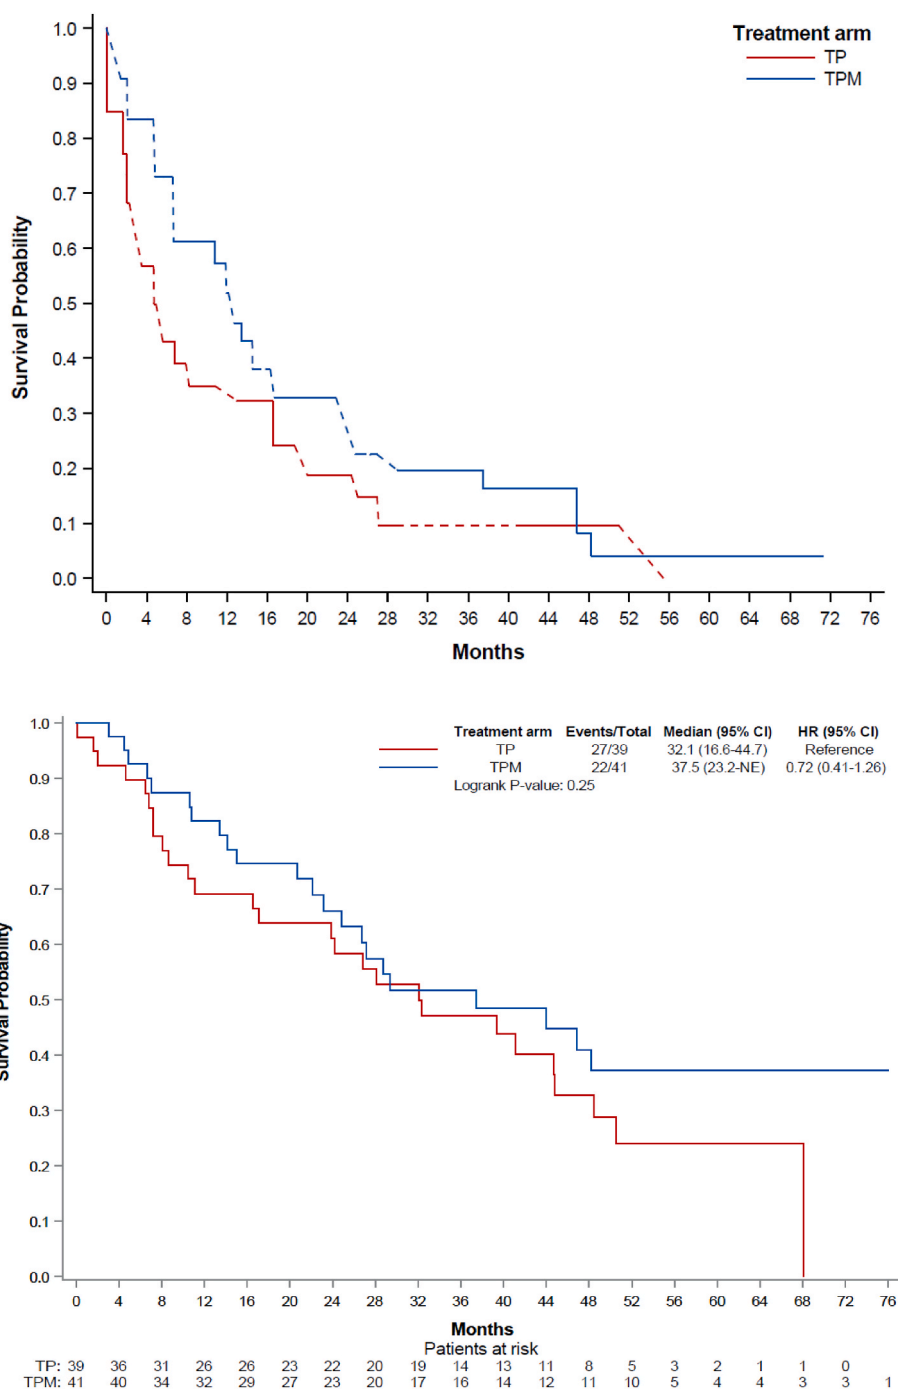 Treatment arm
TP
TPM
1.0
0.9
0.8
0.7
0.6
0.5
0.4
0.3
0.2
0.1
0.0
Survival Probability
0 4 8 12 16 20 24 28 32 36 40 44 48 52 56 60 64 68 72 76
Months
Treatment arm Events/Total Median (95% CI) HR (95% CI)
TP 27/39 32.1 (16.6-44.7) Reference
TPM 22/41 37.5 (23.2-NE) 0.72 (0.41-1.26)
Logrank P-value: 0.25
1.0
0.9
0.8
0.7
0.6
0.5
0.4
0.3
0.2
0.1
0.0
Survival Probability
0 4 8 12 16 20 24 28 32 36 40 44 48 52 56 60 64 68 72 76
Months
Patients at risk
TP: 39 36 31 26 26 23 22 20 19 14 13 11 8 5 3 2 1 1 0
TPM: 41 40 34 32 29 27 23 20 17 16 14 12 11 10 5 4 4 3 3 1